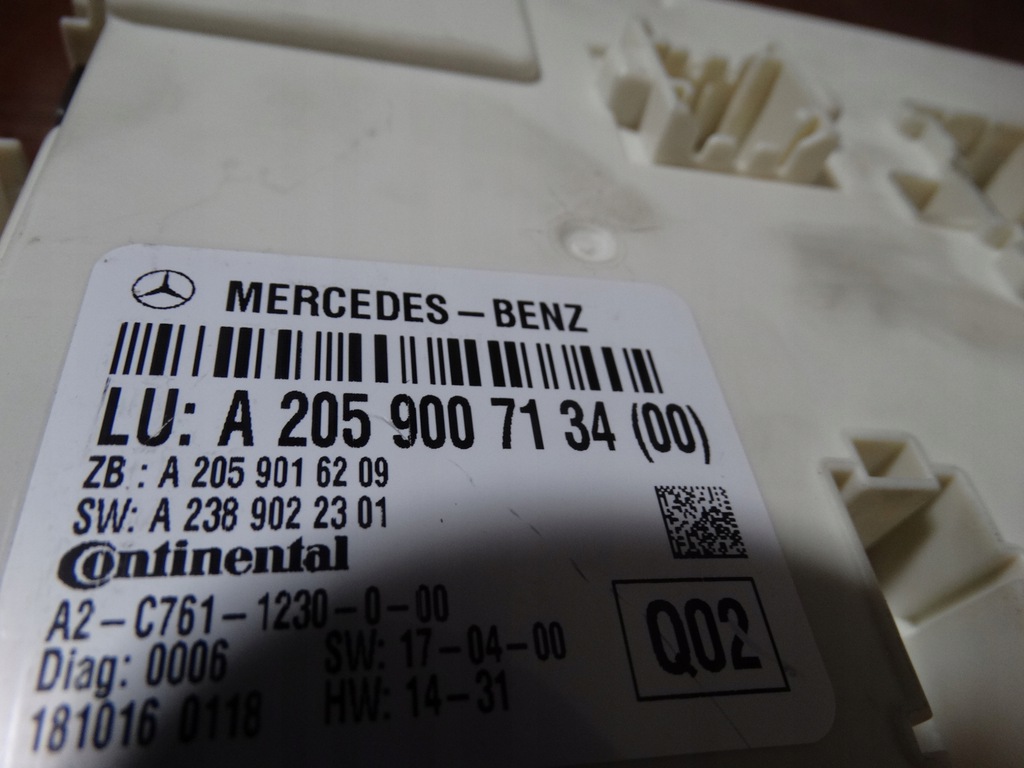 MERCEDES-BENZ
LU: A 205 900 71 34 (00)
ZB : A 205 901 62 09
SW: A 238 902 23 01
Continental
A2-C761-1230-0-00
Diag: 0006 SW: 17-04-00
181016 0118 HW: 14-31
Q02